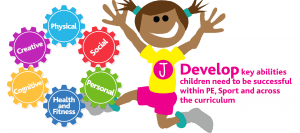 Physical
Creative
Social
Cognitive
Personal
Health
and
Fitness
J
Develop key abilities
children need to be successful
within PE, Sport and across
the curriculum